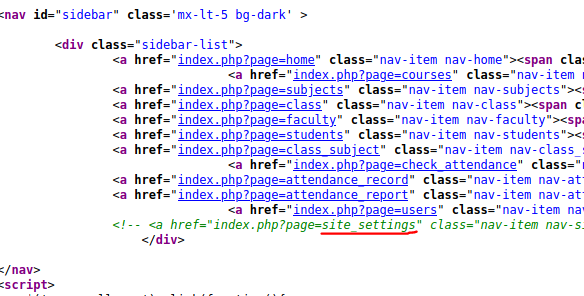 <nav id="sidebar" class='mx-lt-5 bg-dark' >
<div class="sidebar-list">
<a href="index.php?page=home" class="nav-item nav-home"><span clas
<a href="index.php?page=courses" class="nav-item n
<a href="index.php?page=subjects" class="nav-item nav-subjects"><s
<a href="index.php?page=class" class="nav-item nav-class"><span c
<a href="index.php?page=faculty" class="nav-item nav-faculty"><spa
<a href="index.php?page=students" class="nav-item nav-students"><s
<a href="index.php?page=class_subject" class="nav-item nav-class_s
<a href="index.php?page=check_attendance" class="n
<a href="index.php?page=attendance_record" class="nav-item nav-att
<a href="index.php?page=attendance_report" class="nav-item nav-att
<a href="index.php?page=users" class="nav-item nav
<!-- <a href="index.php?page=site_settings" class="nav-item nav-si
</div>
</nav>
<script>